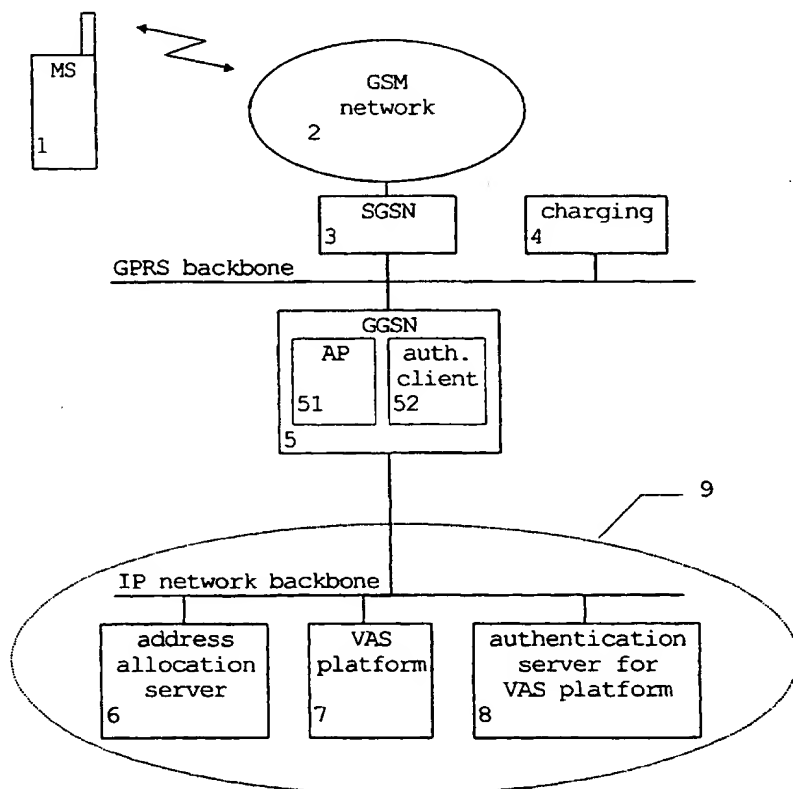 MS
1
GSM
network
2
SGSN
3
charging
4
GPRS backbone
GGSN
AP
51
auth.
client
52
5
9
IP network backbone
address
allocation
server
6
VAS
platform
7
authentication
server for
VAS platform
8